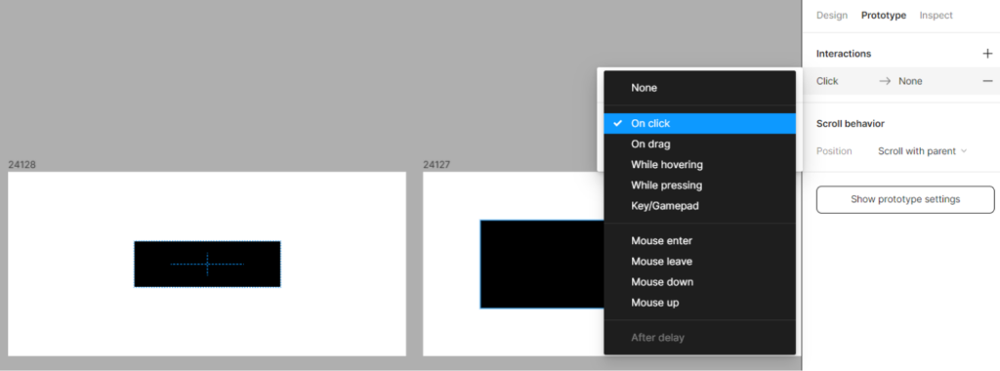 Design Prototype Inspect
Interactions
Click → None
Scroll behavior
Position Scroll with parent
Show prototype settings
None
On click
On drag
While hovering
While pressing
Key/Gamepad
Mouse enter
Mouse leave
Mouse down
Mouse up
After delay
24128
24127